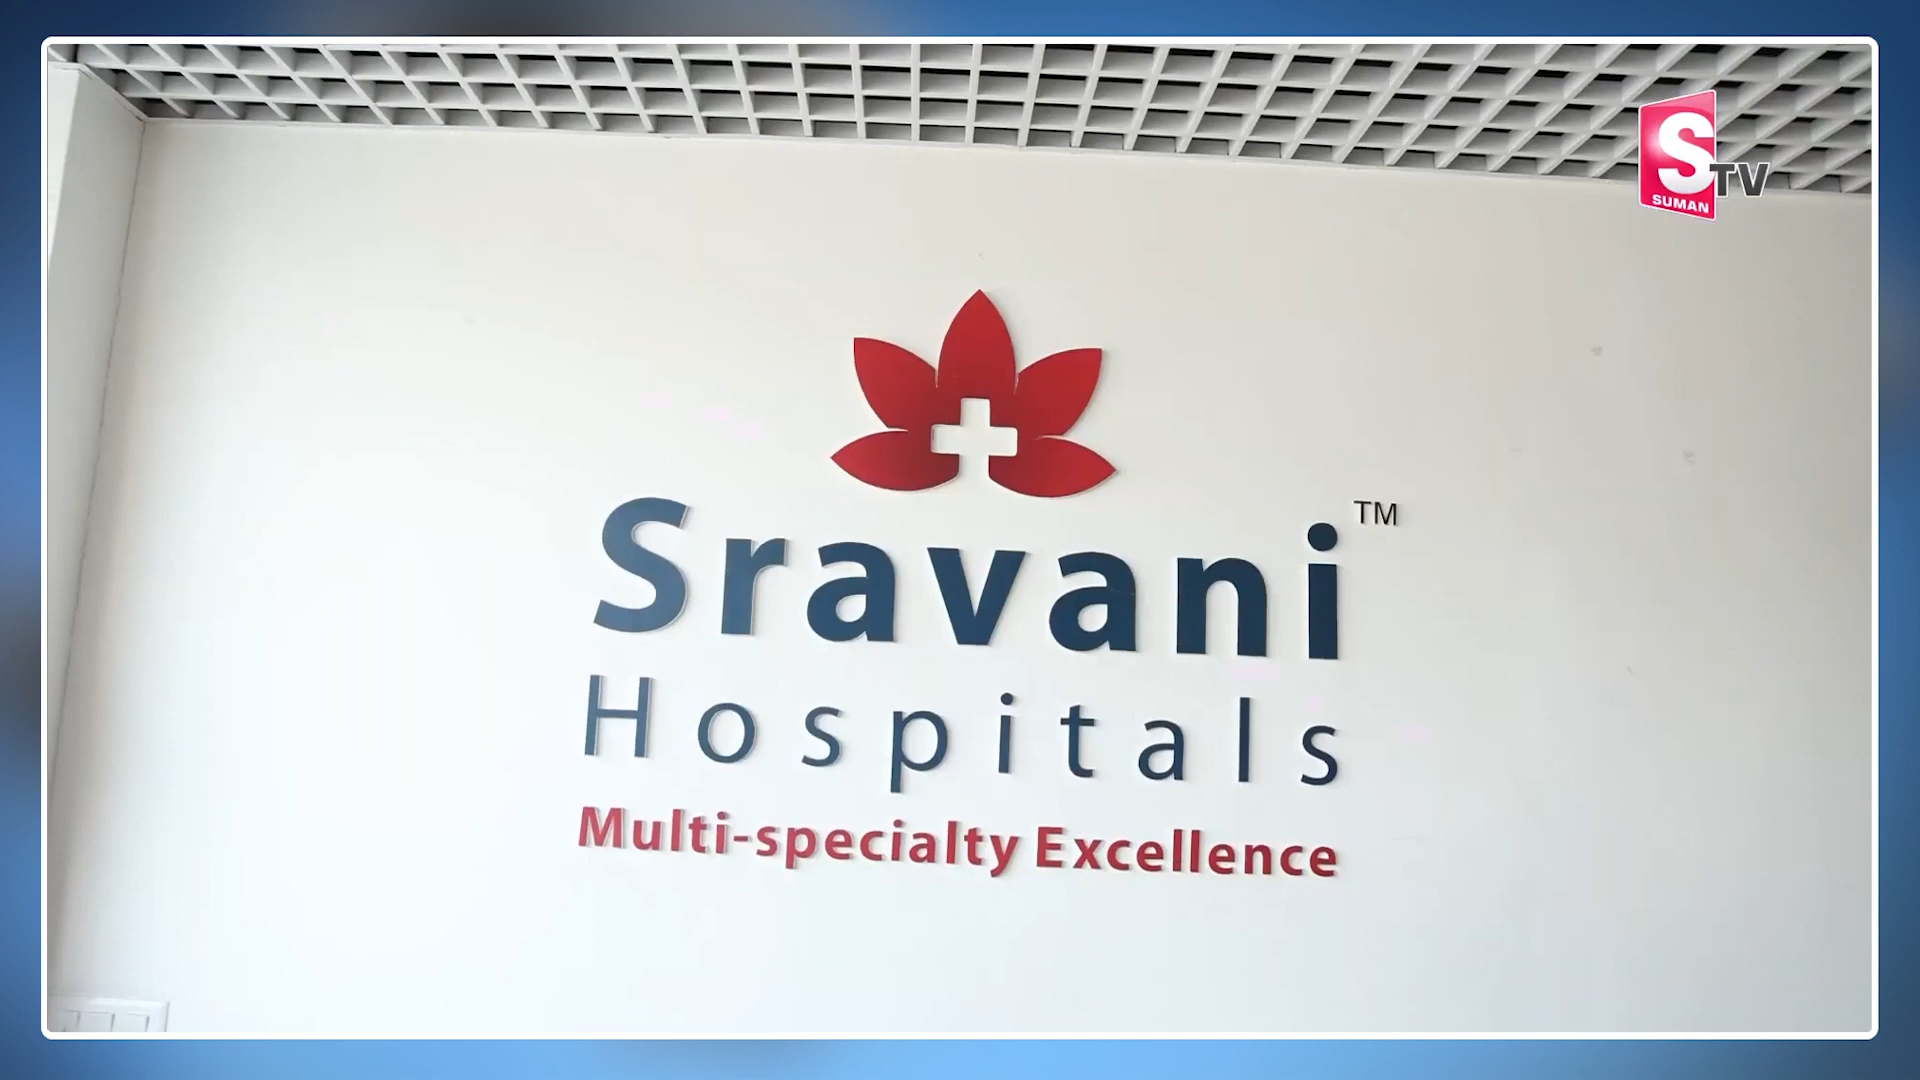 S TV
SUMAN
Sravani™
Hospitals
Multi-specialty Excellence